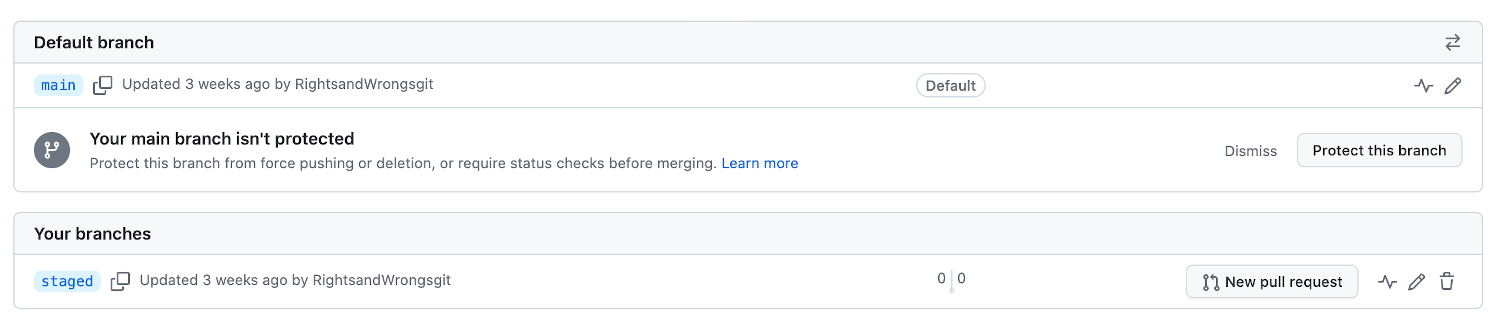 Default branch
main Updated 3 weeks ago by RightsandWrongsgit Default
Your main branch isn't protected
Protect this branch from force pushing or deletion, or require status checks before merging. Learn more
Dismiss Protect this branch
Your branches
staged Updated 3 weeks ago by RightsandWrongsgit 0 0 New pull request